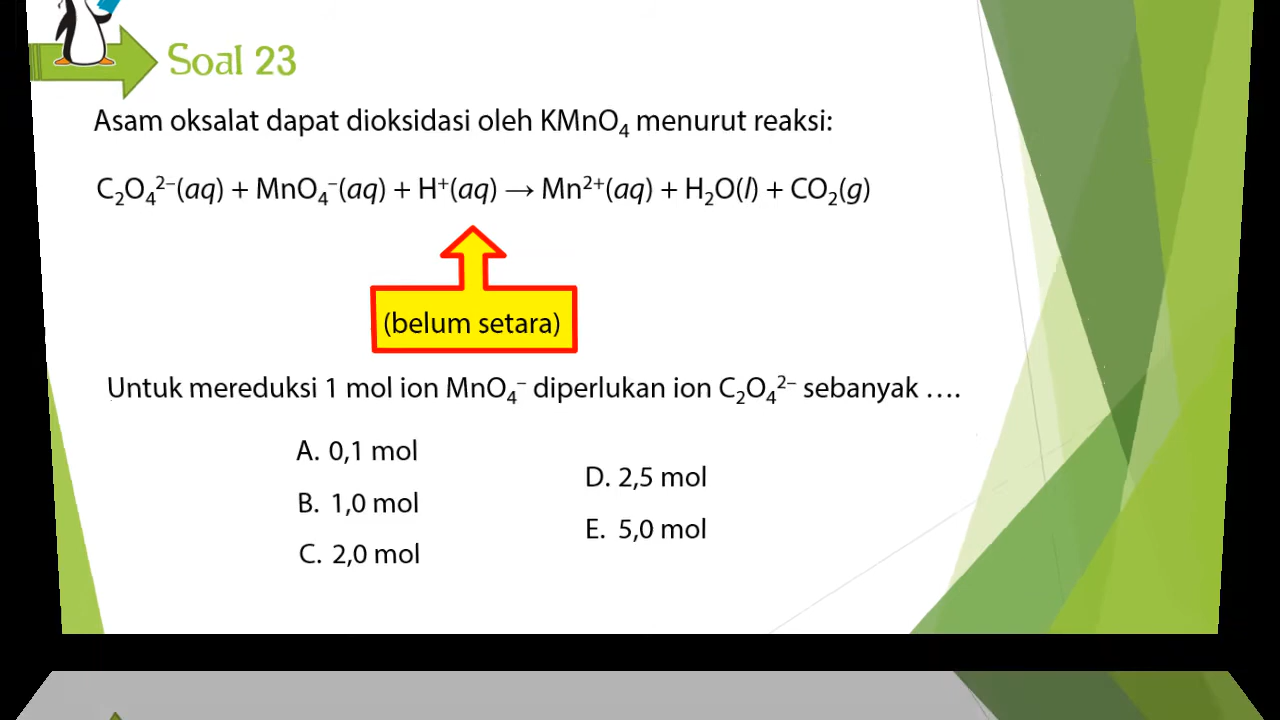 Soal 23
Asam oksalat dapat dioksidasi oleh KMnO₄ menurut reaksi:
C₂O₄²⁻(aq) + MnO₄⁻(aq) + H⁺(aq) → Mn²⁺(aq) + H₂O(l) + CO₂(g)
(belum setara)
Untuk mereduksi 1 mol ion MnO₄⁻ diperlukan ion C₂O₄²⁻ sebanyak ….
A. 0,1 mol
B. 1,0 mol
C. 2,0 mol
D. 2,5 mol
E. 5,0 mol